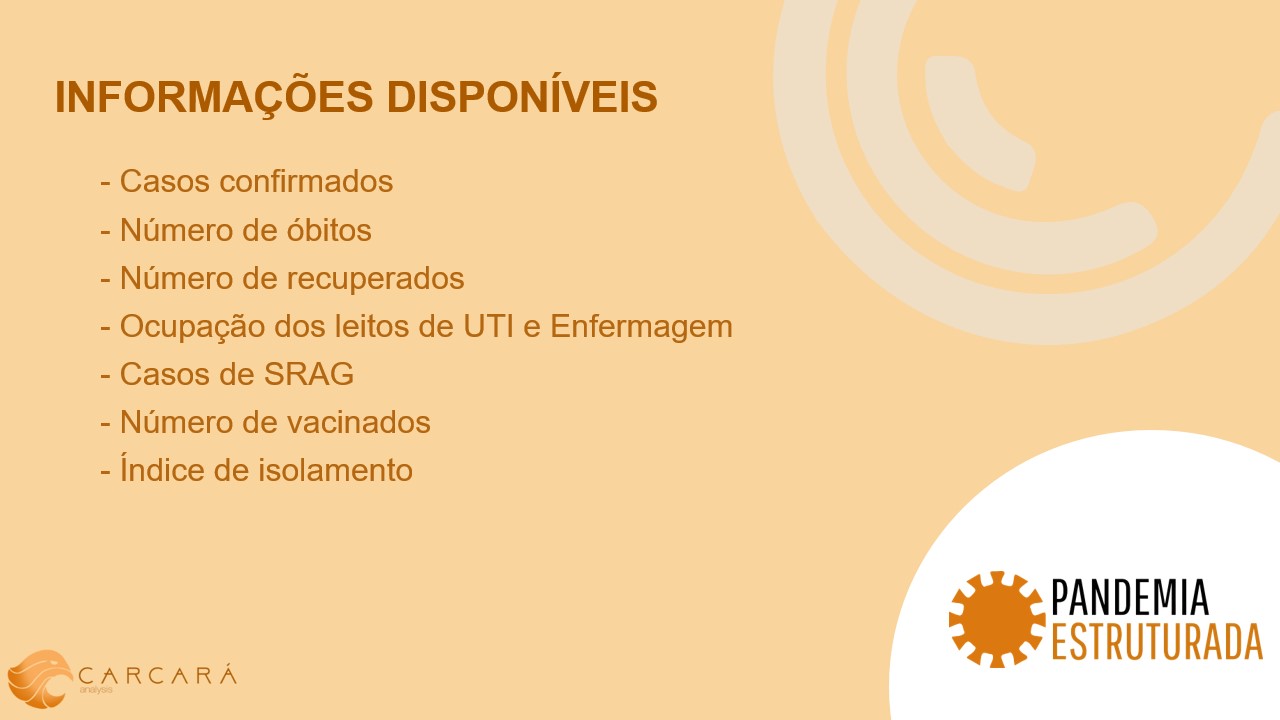 INFORMAÇÕES DISPONÍVEIS
- Casos confirmados
- Número de óbitos
- Número de recuperados
- Ocupação dos leitos de UTI e Enfermagem
- Casos de SRAG
- Número de vacinados
- Índice de isolamento
PANDEMIA
ESTRUTURADA
CARCARÁ
analysis